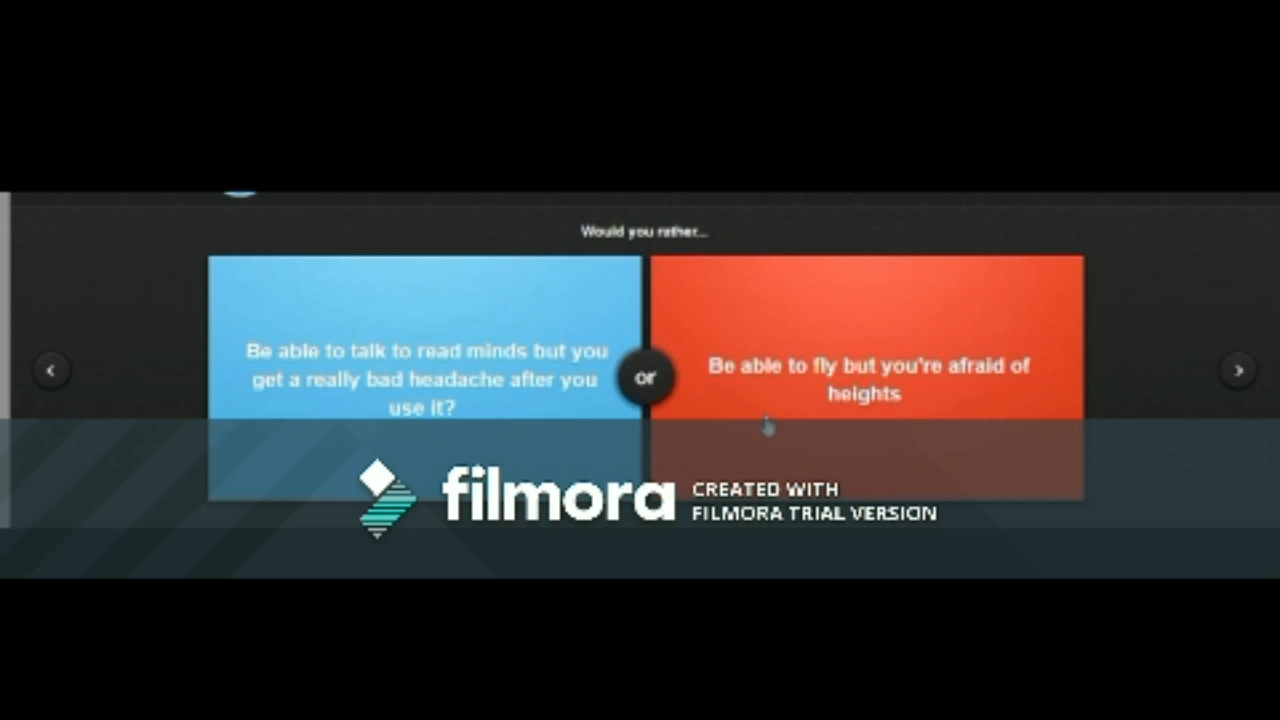 Would you rather...
Be able to talk to read minds but you
get a really bad headache after you
use it?
or
Be able to fly but you're afraid of
heights
filmora
CREATED WITH
FILMORA TRIAL VERSION